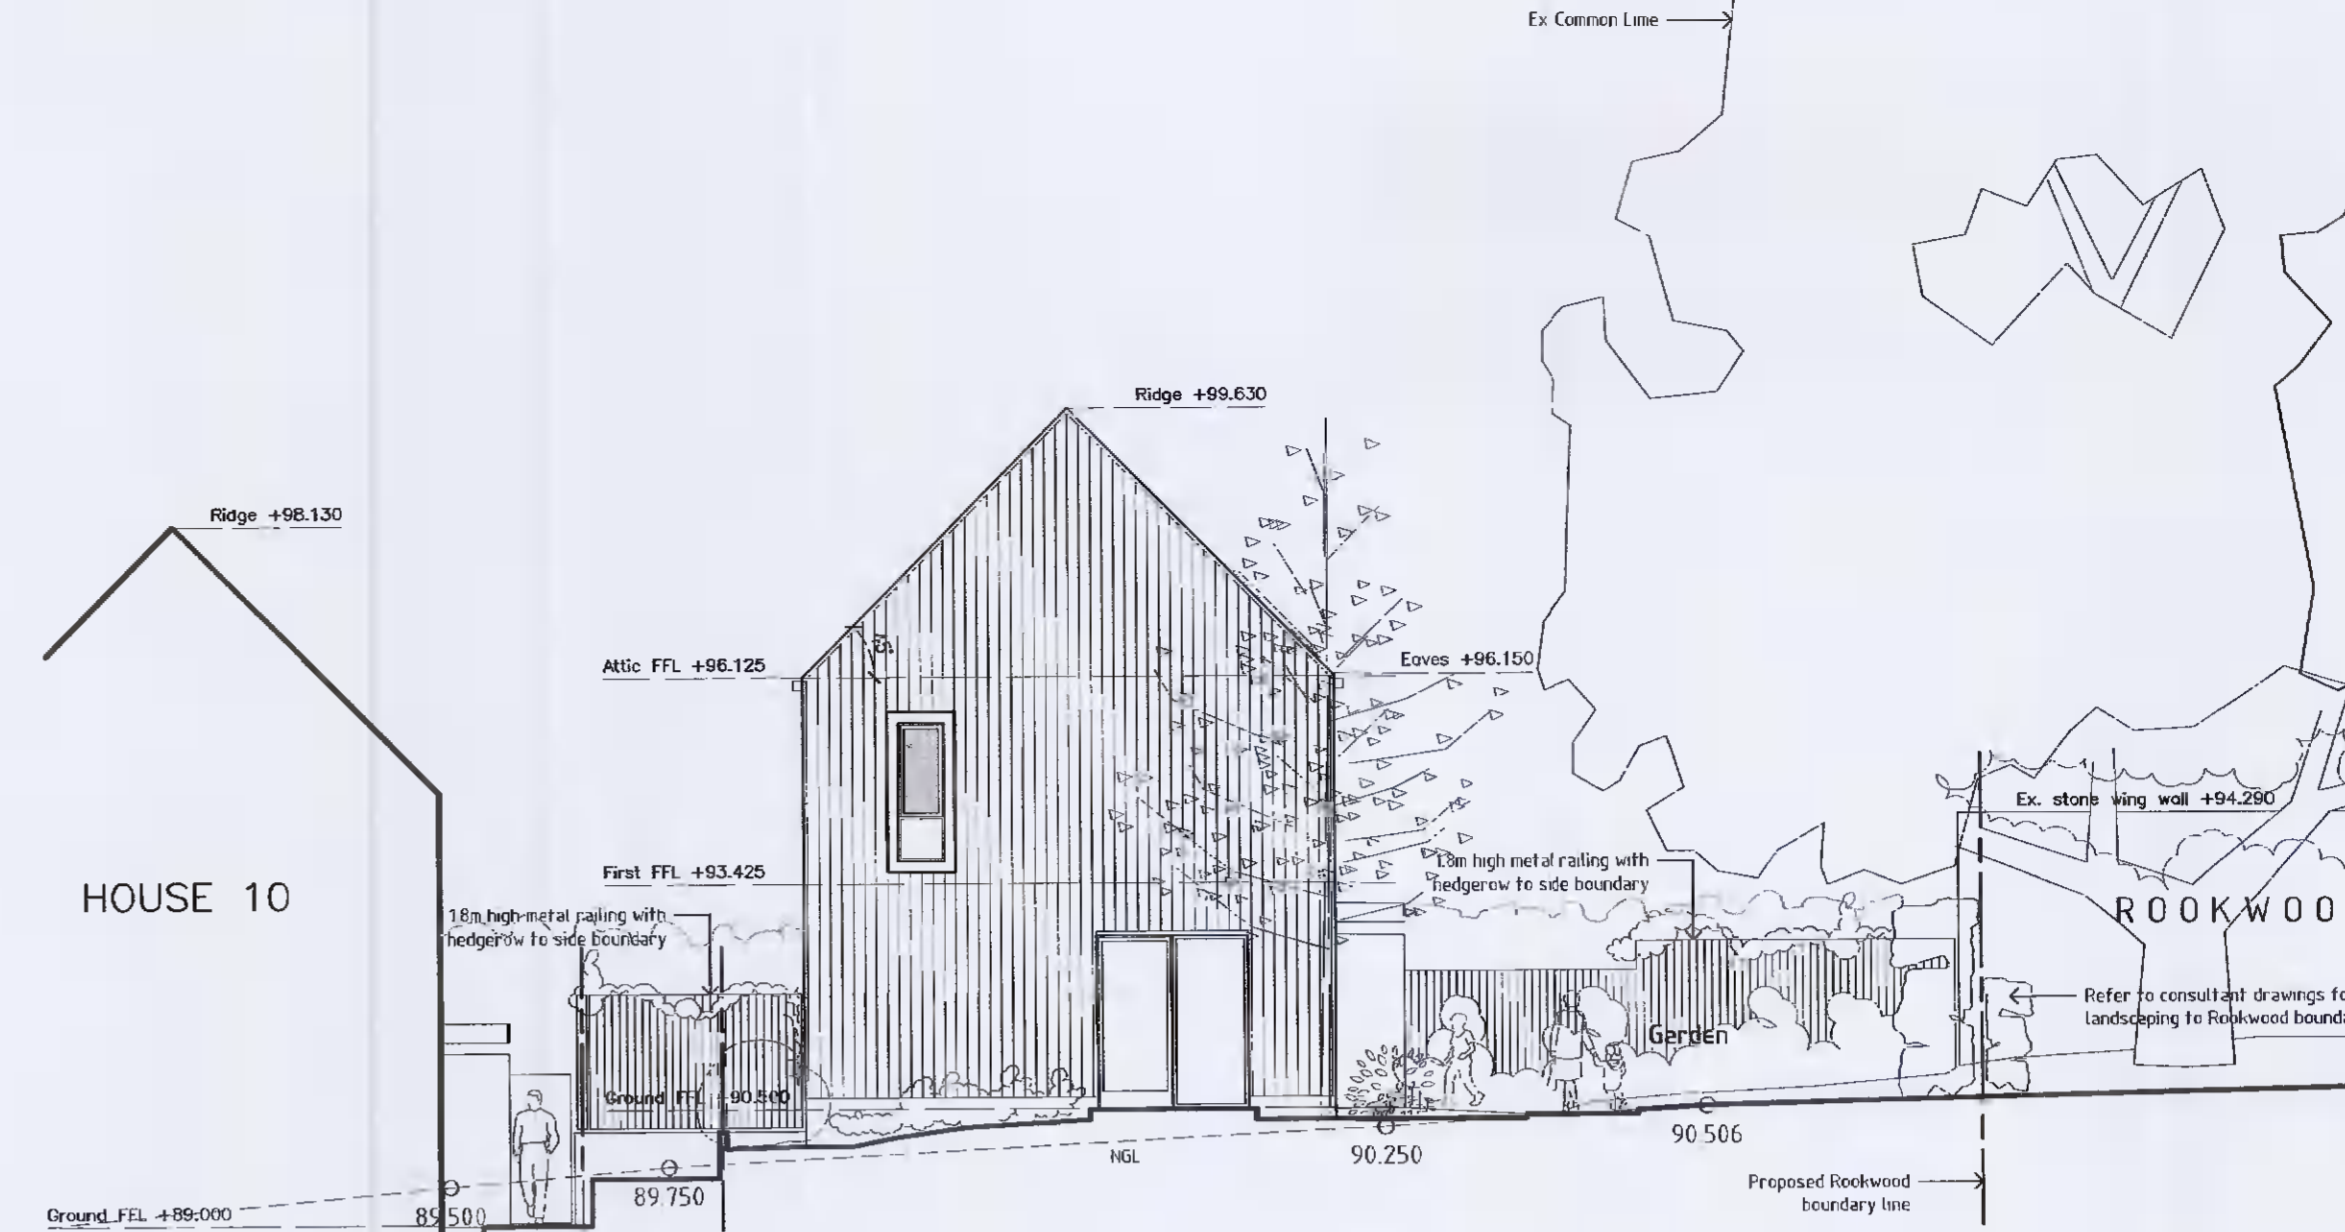 Ex Common Lime
Ridge +99.630
Ridge +98.130
45°
Attic FFL +96.125
Eaves +96.150
Ex. stone wing wall +94.290
1.8m high metal railing with
hedgerow to side boundary
First FFL +93.425
HOUSE 10
ROOKWOO
1.8m high metal railing with
hedgerow to side boundary
Refer to consultant drawings fo
landscaping to Rookwood bounda
Garden
Ground FFL +90.500
90.506
90.250
NGL
Proposed Rookwood
boundary line
89.750
Ground FFL +89.000
89.500